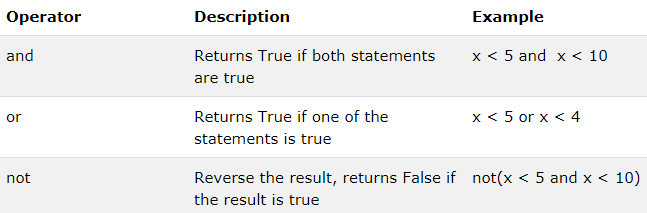 Operator Description Example
and Returns True if both statements are true x < 5 and  x < 10
or Returns True if one of the statements is true x < 5 or x < 4
not Reverse the result, returns False if the result is true not(x < 5 and x < 10)